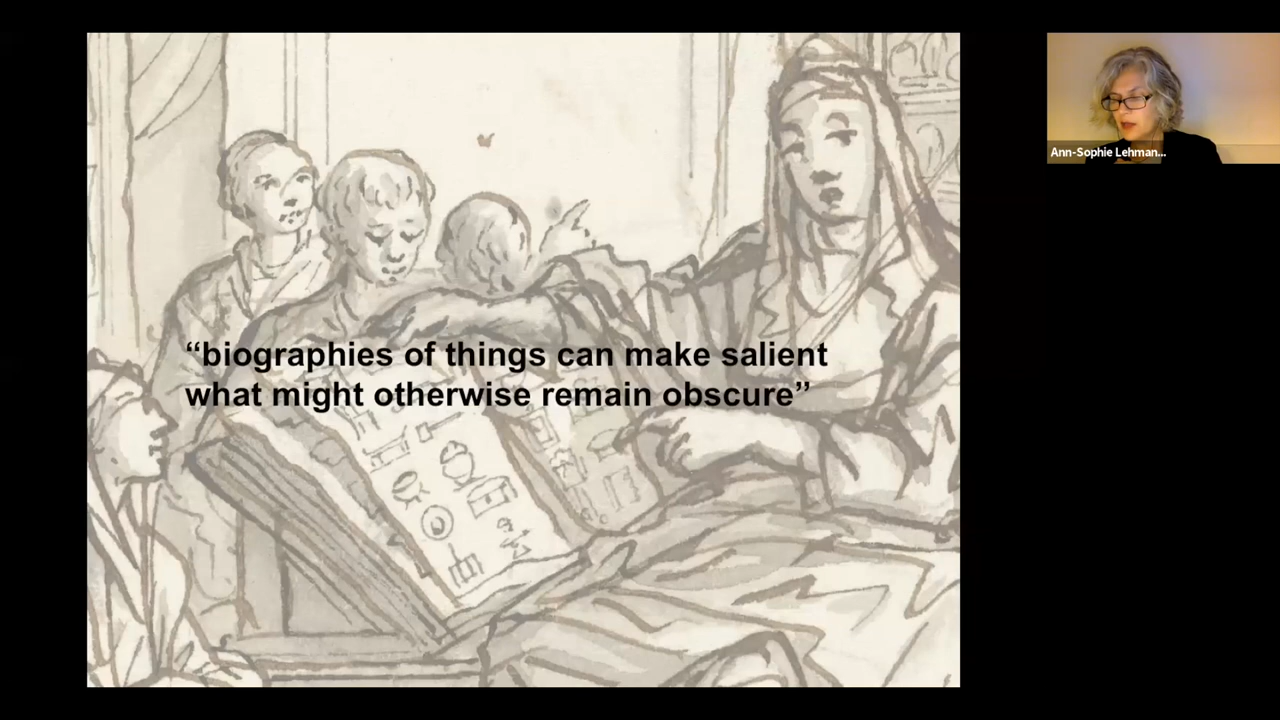 “biographies of things can make salient
what might otherwise remain obscure”
Ann-Sophie Lehman...